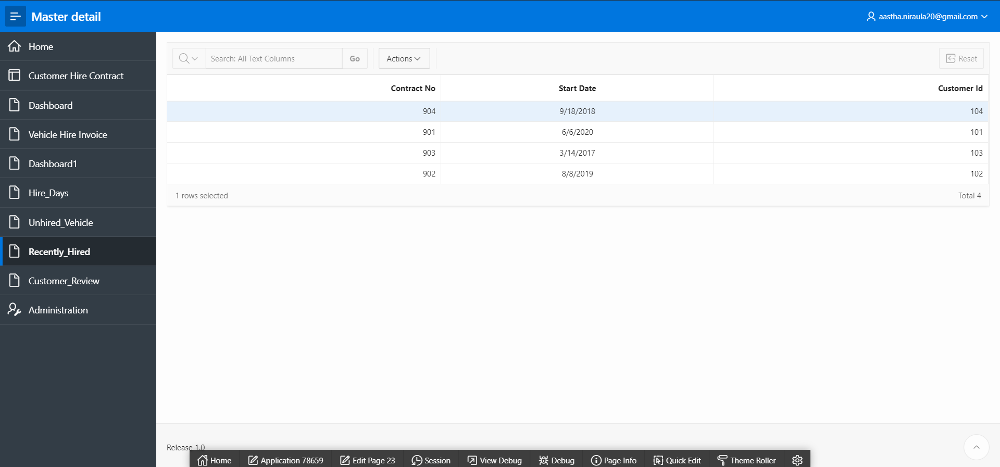 Master detail
aastha.niraula20@gmail.com
Home
Customer Hire Contract
Dashboard
Vehicle Hire Invoice
Dashboard1
Hire_Days
Unhired_Vehicle
Recently_Hired
Customer_Review
Administration
Search: All Text Columns Go Actions Reset
Contract No Start Date Customer Id
904 9/18/2018 104
901 6/6/2020 101
903 3/14/2017 103
902 8/8/2019 102
1 rows selected Total 4
Release 1.0
Home Application 78659 Edit Page 23 Session View Debug Debug Page Info Quick Edit Theme Roller